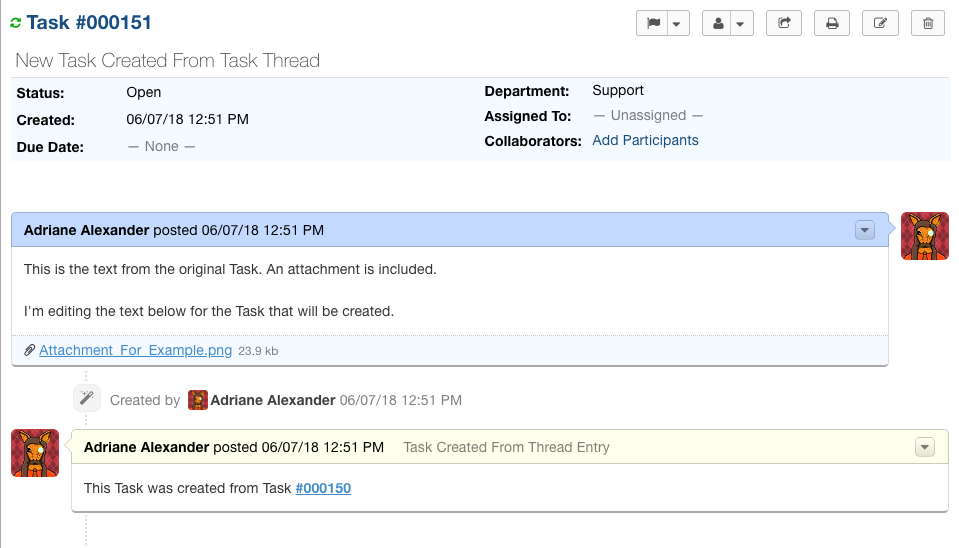 Task #000151
New Task Created From Task Thread
Status: Open
Department: Support
Created: 06/07/18 12:51 PM
Assigned To: — Unassigned —
Due Date: — None —
Collaborators: Add Participants
Adriane Alexander posted 06/07/18 12:51 PM
This is the text from the original Task. An attachment is included.
I'm editing the text below for the Task that will be created.
Attachment_For_Example.png 23.9 kb
Created by Adriane Alexander 06/07/18 12:51 PM
Adriane Alexander posted 06/07/18 12:51 PM Task Created From Thread Entry
This Task was created from Task #000150